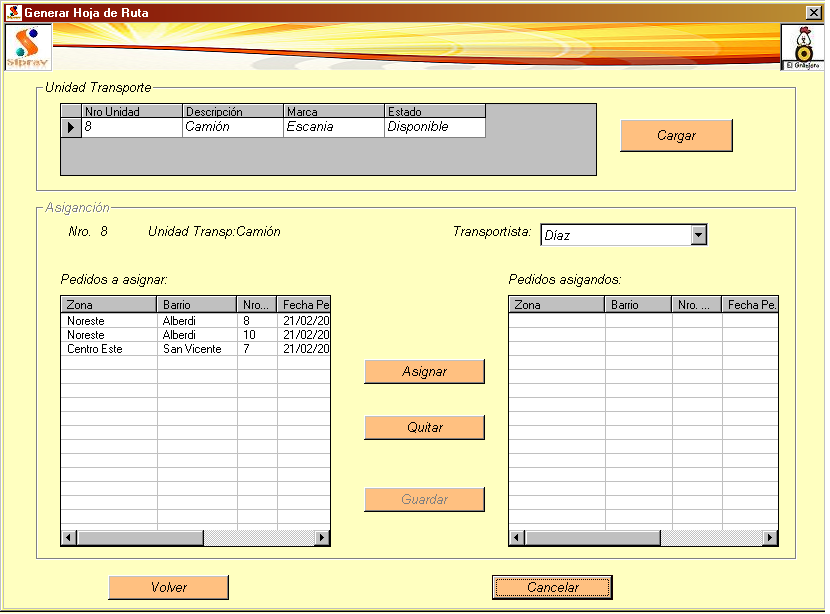 Generar Hoja de Ruta
Siprav
El Granjero
Unidad Transporte
Nro Unidad Descripción Marca Estado
8 Camión Escania Disponible
Cargar
Asiganción
Nro. 8 Unidad Transp:Camión Transportista: Díaz
Pedidos a asignar: Pedidos asigandos:
Zona Barrio Nro... Fecha Pe Zona Barrio Nro. ... Fecha Pe.
Noreste Alberdi 8 21/02/20
Noreste Alberdi 10 21/02/20
Centro Este San Vicente 7 21/02/20
Asignar
Quitar
Guardar
Volver Cancelar